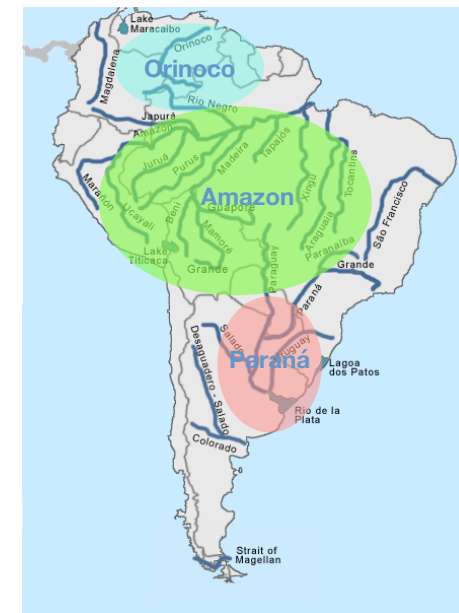 Lake
Maracaibo
Orinoco
Magdalena
Orinoco
Rio Negro
Japurá
Amazon
Juruá
Purus
Madeira
Tapajós
Xingú
Tocantins
Marañón
Amazon
Ucayali
Beni
Guaporé
Mamoré
Araguaia
Paranaiba
São Francisco
Lake
Titicaca
Grande
Paraguay
Grande
Paraná
Salado
Uruguay
Paraná
Desaguadero - Salado
Lagoa
dos Patos
Rio de la
Plata
Colorado
Strait of
Magellan